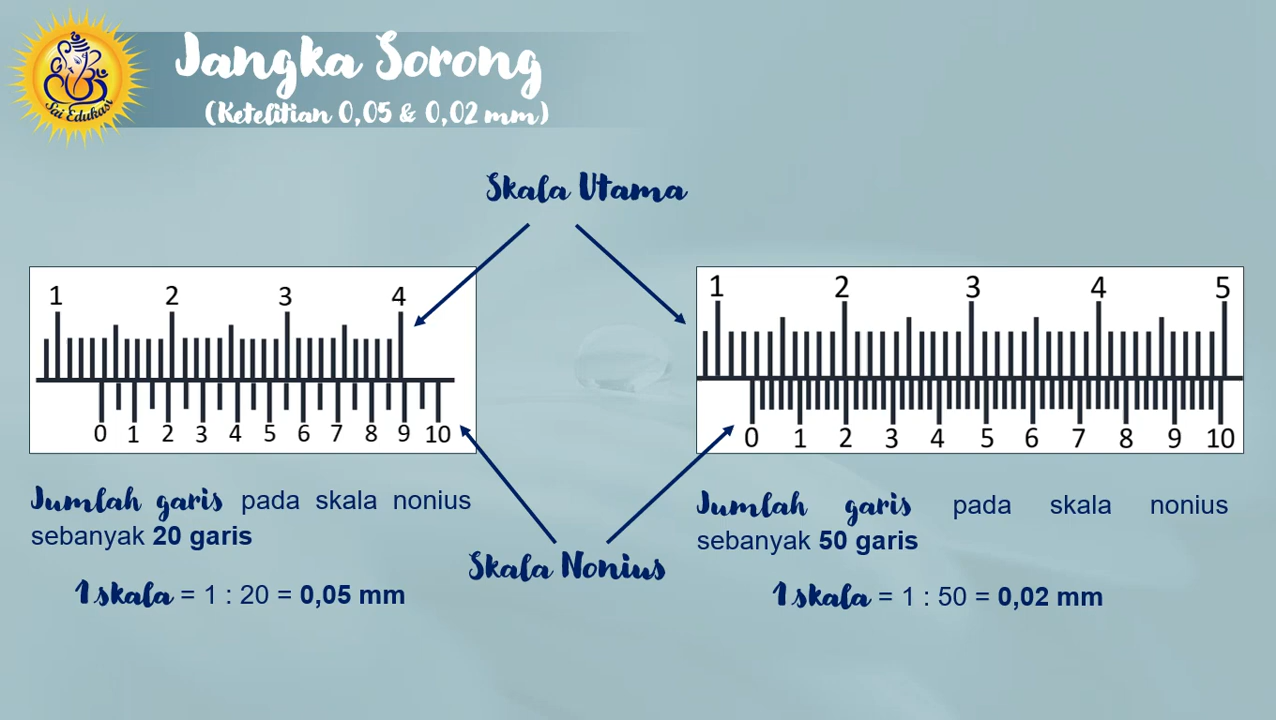 Sai Edukasi
Jangka Sorong
(Ketelitian 0,05 & 0,02 mm)
Skala Utama
1 2 3 4
0 1 2 3 4 5 6 7 8 9 10
1 2 3 4 5
0 1 2 3 4 5 6 7 8 9 10
Jumlah garis pada skala nonius
sebanyak 20 garis
1 skala = 1 : 20 = 0,05 mm
Skala Nonius
Jumlah garis pada skala nonius
sebanyak 50 garis
1 skala = 1 : 50 = 0,02 mm